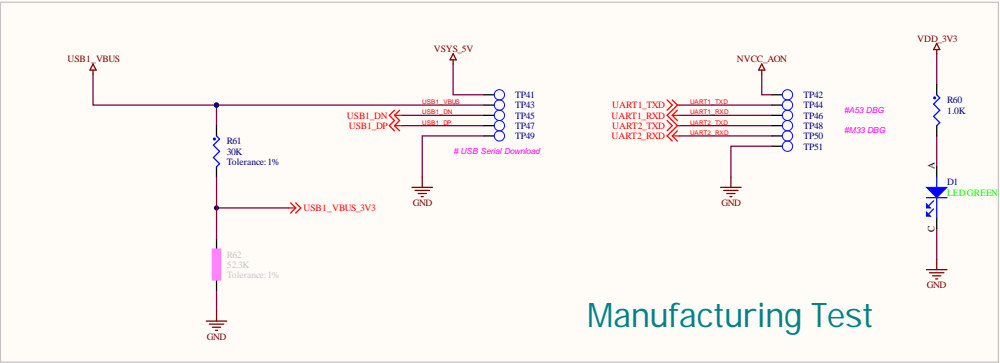 USB1_VBUS
R61
30K
Tolerance: 1%
USB1_VBUS_3V3
R62
52.3K
Tolerance: 1%
GND
VSYS_5V
TP41
USB1_VBUS
TP43
USB1_DN
USB1_DN
TP45
USB1_DP
USB1_DP
TP47
TP49
# USB Serial Download
GND
NVCC_AON
TP42
UART1_TXD
UART1_TXD
TP44
#A53 DBG
UART1_RXD
UART1_RXD
TP46
UART2_TXD
UART2_TXD
TP48
#M33 DBG
UART2_RXD
UART2_RXD
TP50
TP51
GND
VDD_3V3
R60
1.0K
A
D1
LED GREEN
C
GND
Manufacturing Test